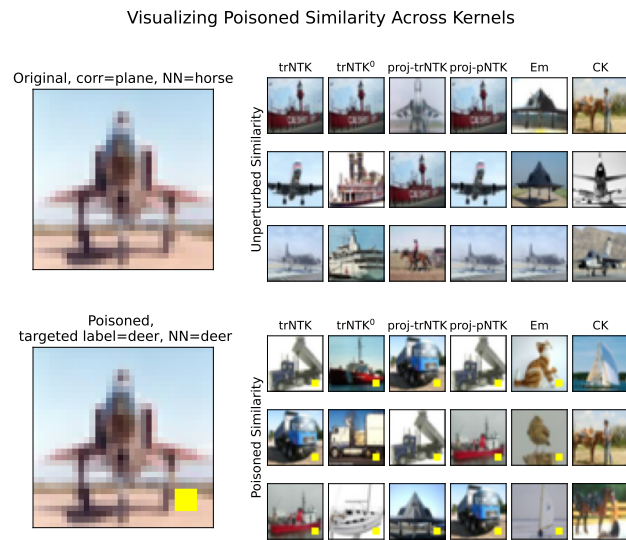 Visualizing Poisoned Similarity Across Kernels
Original, corr=plane, NN=horse
trNTK trNTK⁰ proj-trNTK proj-pNTK Em CK
Unperturbed Similarity
Poisoned,
targeted label=deer, NN=deer
trNTK trNTK⁰ proj-trNTK proj-pNTK Em CK
Poisoned Similarity